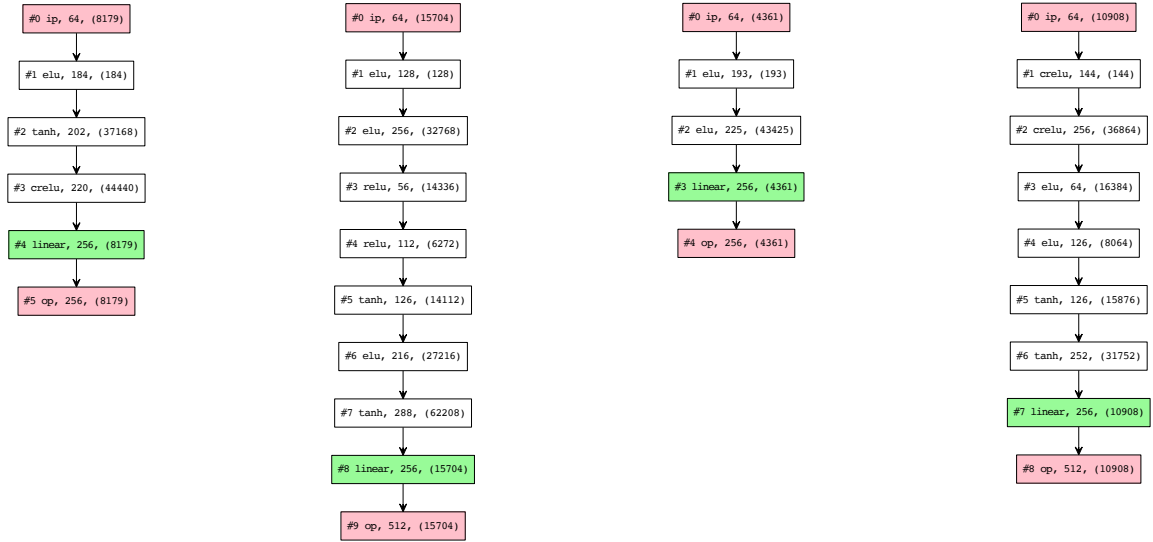 #0 ip, 64, (8179)
#1 elu, 184, (184)
#2 tanh, 202, (37168)
#3 crelu, 220, (44440)
#4 linear, 256, (8179)
#5 op, 256, (8179)
#0 ip, 64, (15704)
#1 elu, 128, (128)
#2 elu, 256, (32768)
#3 relu, 56, (14336)
#4 relu, 112, (6272)
#5 tanh, 126, (14112)
#6 elu, 216, (27216)
#7 tanh, 288, (62208)
#8 linear, 256, (15704)
#9 op, 512, (15704)
#0 ip, 64, (4361)
#1 elu, 193, (193)
#2 elu, 225, (43425)
#3 linear, 256, (4361)
#4 op, 256, (4361)
#0 ip, 64, (10908)
#1 crelu, 144, (144)
#2 crelu, 256, (36864)
#3 elu, 64, (16384)
#4 elu, 126, (8064)
#5 tanh, 126, (15876)
#6 tanh, 252, (31752)
#7 linear, 256, (10908)
#8 op, 512, (10908)